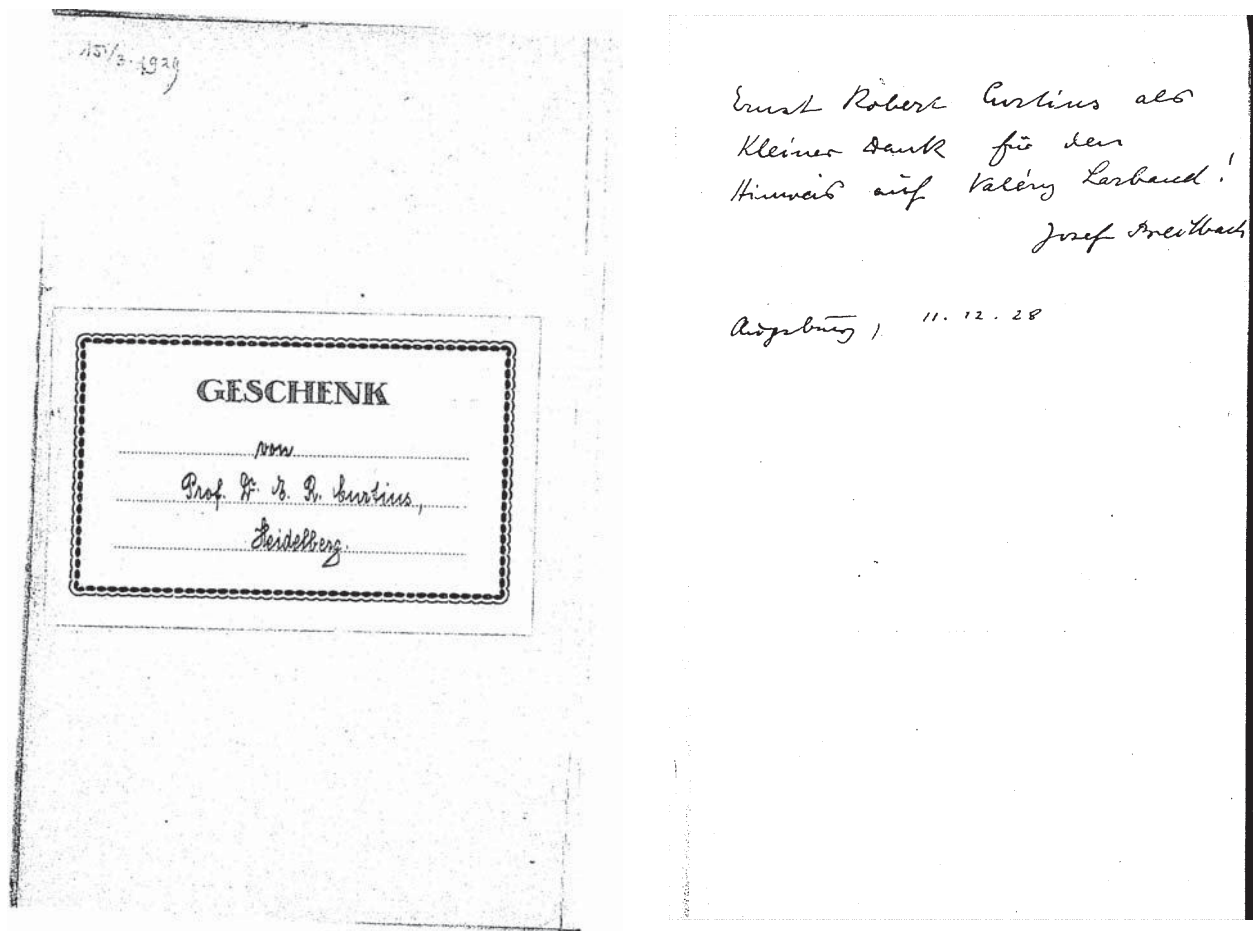 15/3. 1929
GESCHENK
von
Prof. Dr. E. R. Curtius,
Heidelberg.
Ernst Robert Curtius als
kleiner Dank für den
Hinweis auf Valéry Larbaud!
Josef Breitbach
Augsburg, 11. 12. 28